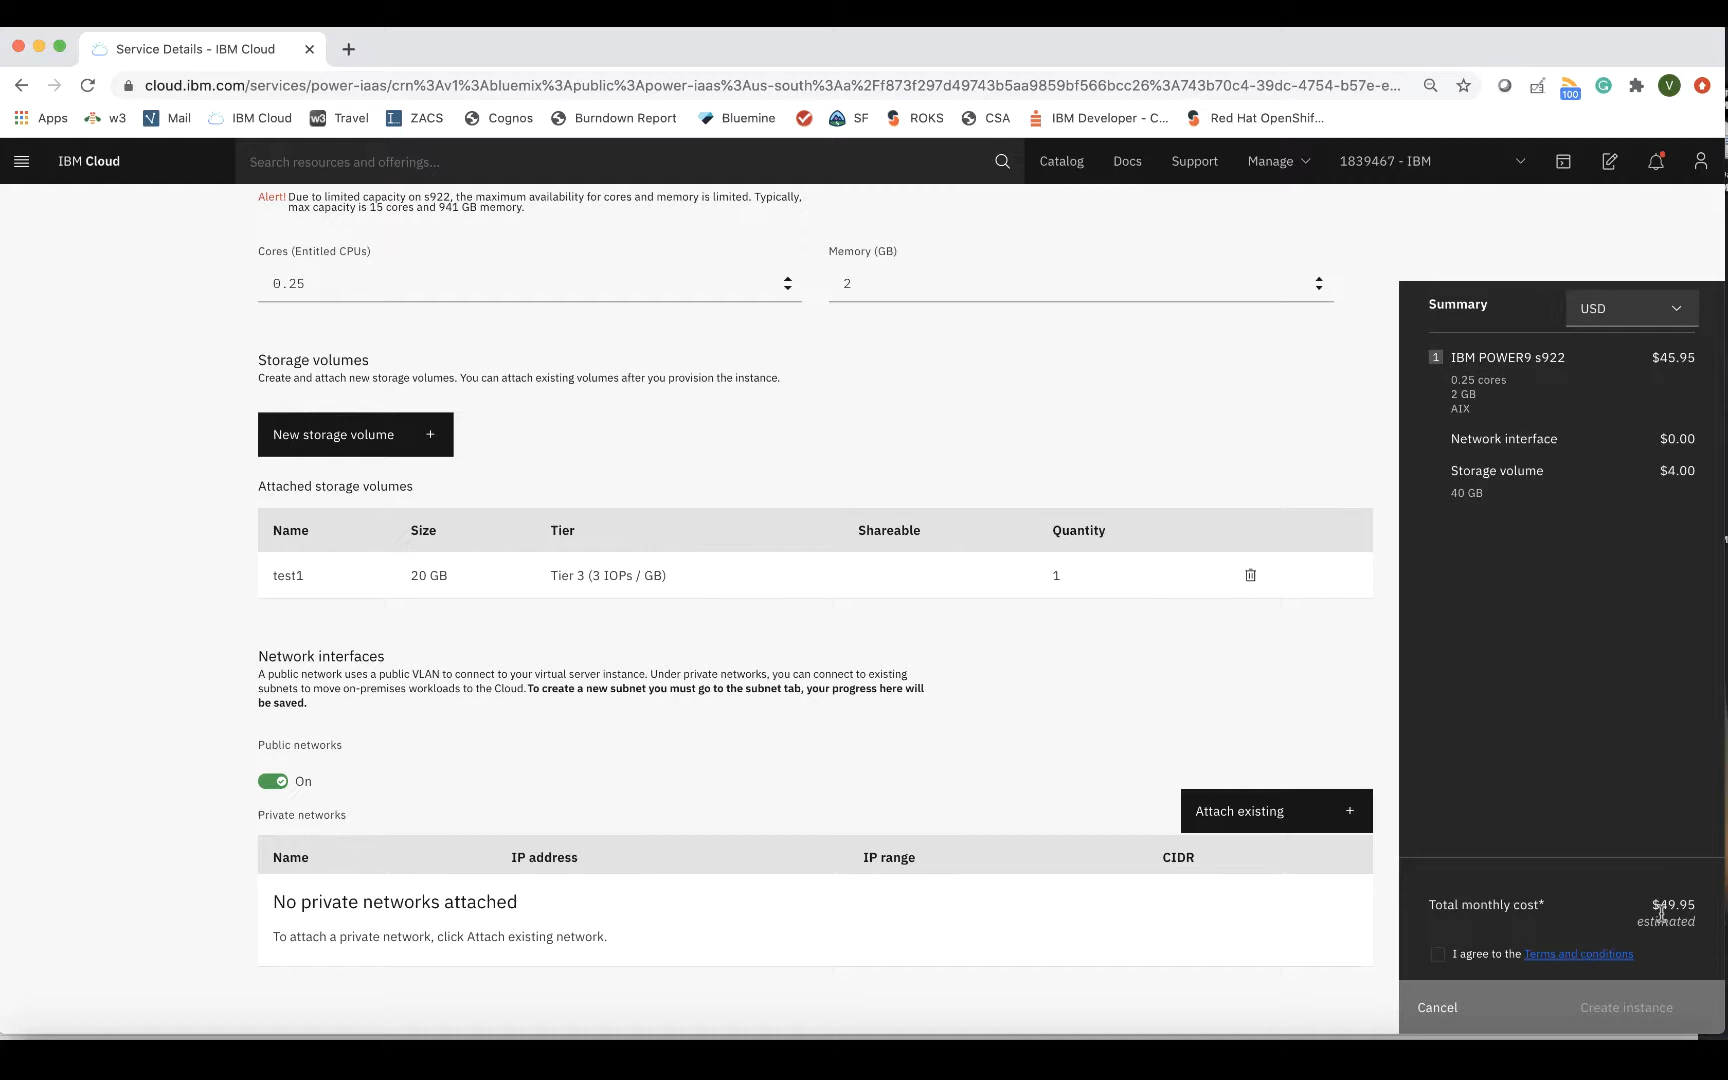 Service Details - IBM Cloud
cloud.ibm.com/services/power-iaas/crn%3Av1%3Abluemix%3Apublic%3Apower-iaas%3Aus-south%3Aa%2Ff873f297d49743b5aa9859bf566bcc26%3A743b70c4-39dc-4754-b57e-e...
100
V
Apps w3 Mail IBM Cloud w3 Travel ZACS Cognos Burndown Report Bluemine SF ROKS CSA IBM Developer - C... Red Hat OpenShif...
IBM Cloud Search resources and offerings... Catalog Docs Support Manage 1839467 - IBM
Alert! Due to limited capacity on s922, the maximum availability for cores and memory is limited. Typically,
max capacity is 15 cores and 941 GB memory.
Cores (Entitled CPUs) Memory (GB)
0.25 2
Storage volumes
Create and attach new storage volumes. You can attach existing volumes after you provision the instance.
New storage volume +
Attached storage volumes
Name Size Tier Shareable Quantity
test1 20 GB Tier 3 (3 IOPs / GB) 1
Network interfaces
A public network uses a public VLAN to connect to your virtual server instance. Under private networks, you can connect to existing
subnets to move on-premises workloads to the Cloud. To create a new subnet you must go to the subnet tab, your progress here will
be saved.
Public networks
On
Private networks
Attach existing +
Name IP address IP range CIDR
No private networks attached
To attach a private network, click Attach existing network.
Summary USD
1 IBM POWER9 s922 $45.95
0.25 cores
2 GB
AIX
Network interface $0.00
Storage volume $4.00
40 GB
Total monthly cost* $49.95
estimated
I agree to the Terms and conditions
Cancel Create instance